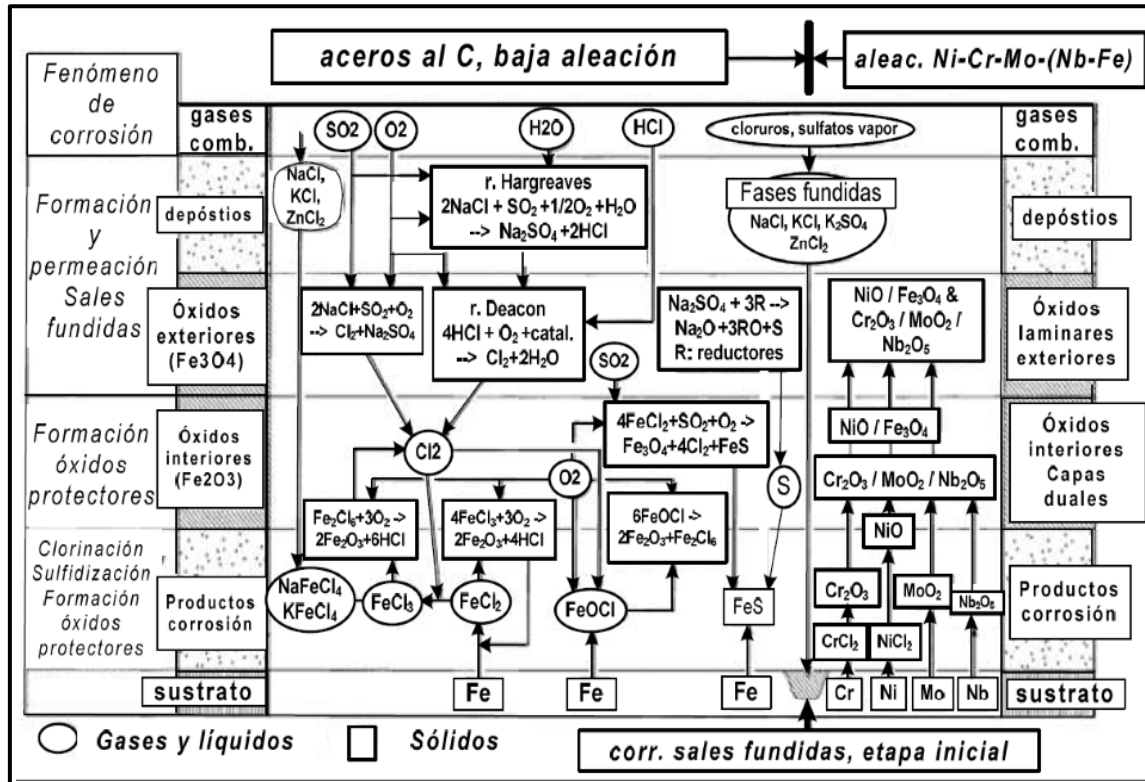 aceros al C, baja aleación
aleac. Ni-Cr-Mo-(Nb-Fe)
Fenómeno
de
corrosión
gases
comb.
SO2
O2
H2O
HCl
cloruros, sulfatos vapor
gases
comb.
Formación
y
permeación
Sales
fundidas
depóstios
NaCl,
KCl,
ZnCl2
r. Hargreaves
2NaCl + SO2 +1/2O2 +H2O
--> Na2SO4 +2HCl
Fases fundidas
NaCl, KCl, K2SO4
ZnCl2
depósitos
Óxidos
exteriores
(Fe3O4)
2NaCl+SO2+O2
--> Cl2+Na2SO4
r. Deacon
4HCl + O2 +catal.
--> Cl2+2H2O
Na2SO4 + 3R -->
Na2O+3RO+S
R: reductores
NiO / Fe3O4 &
Cr2O3 / MoO2 /
Nb2O5
Óxidos
laminares
exteriores
SO2
Formación
óxidos
protectores
Óxidos
interiores
(Fe2O3)
Cl2
O2
4FeCl2+SO2+O2 ->
Fe3O4+4Cl2+FeS
S
NiO / Fe3O4
Cr2O3 / MoO2 / Nb2O5
NiO
Óxidos
interiores
Capas
duales
Fe2Cl6+3O2 ->
2Fe2O3+6HCl
4FeCl3+3O2 ->
2Fe2O3+4HCl
6FeOCl ->
2Fe2O3+Fe2Cl6
Clorinación
Sulfidización
Formación
óxidos
protectores
Productos
corrosión
NaFeCl4
KFeCl4
FeCl3
FeCl2
FeOCl
FeS
Cr2O3
MoO2
Nb2O5
CrCl2
NiCl2
Productos
corrosión
sustrato
Fe
Fe
Fe
Cr
Ni
Mo
Nb
sustrato
Gases y líquidos
Sólidos
corr. sales fundidas, etapa inicial